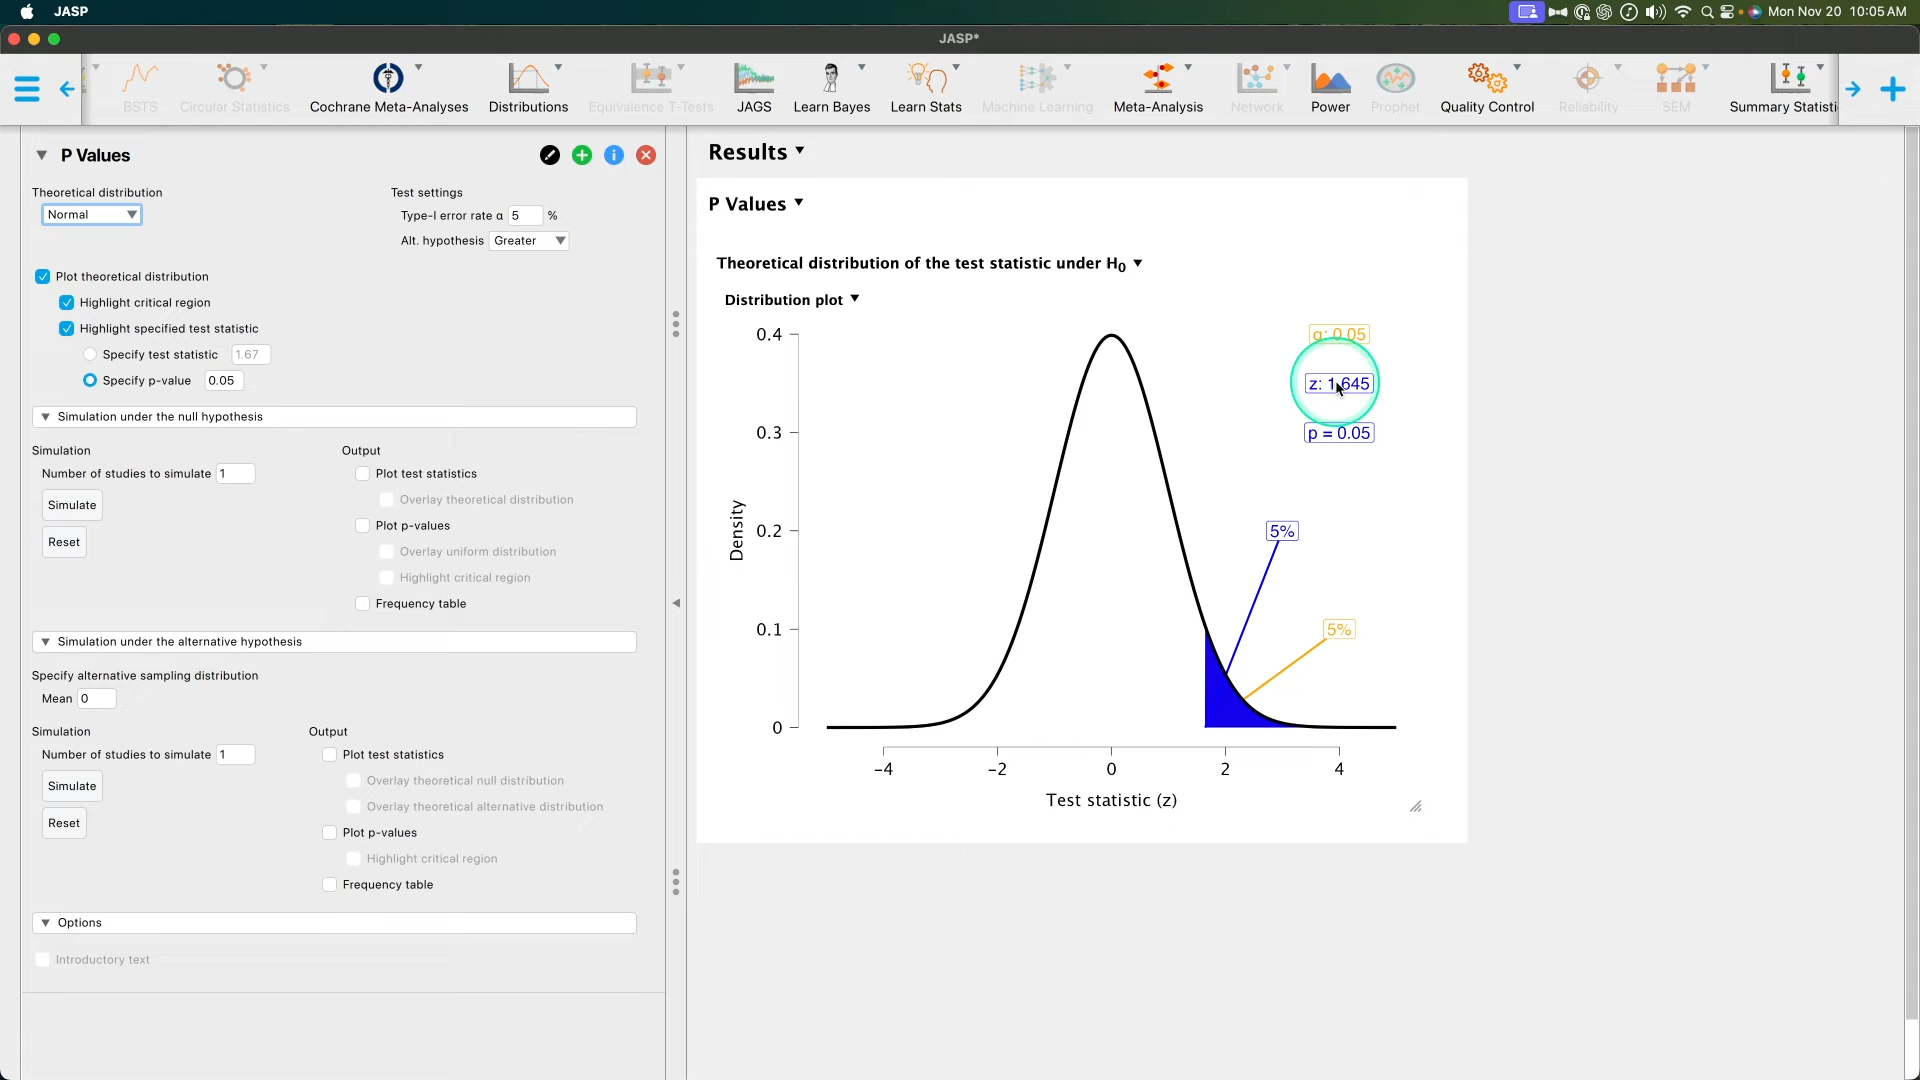 JASP
Mon Nov 20 10:05 AM
JASP*
BSTS
Circular Statistics
Cochrane Meta-Analyses
Distributions
Equivalence T-Tests
JAGS
Learn Bayes
Learn Stats
Machine Learning
Meta-Analysis
Network
Power
Prophet
Quality Control
Reliability
SEM
Summary Statisti
P Values
Theoretical distribution
Normal
Test settings
Type-I error rate α 5 %
Alt. hypothesis Greater
Plot theoretical distribution
Highlight critical region
Highlight specified test statistic
Specify test statistic 1.67
Specify p-value 0.05
Simulation under the null hypothesis
Simulation
Number of studies to simulate 1
Simulate
Reset
Output
Plot test statistics
Overlay theoretical distribution
Plot p-values
Overlay uniform distribution
Highlight critical region
Frequency table
Simulation under the alternative hypothesis
Specify alternative sampling distribution
Mean 0
Simulation
Number of studies to simulate 1
Simulate
Reset
Output
Plot test statistics
Overlay theoretical null distribution
Overlay theoretical alternative distribution
Plot p-values
Highlight critical region
Frequency table
Options
Introductory text
Results
P Values
Theoretical distribution of the test statistic under H0
Distribution plot
0.4
0.3
0.2
0.1
0
Density
α: 0.05
z: 1.645
p = 0.05
5%
5%
−4
−2
0
2
4
Test statistic (z)